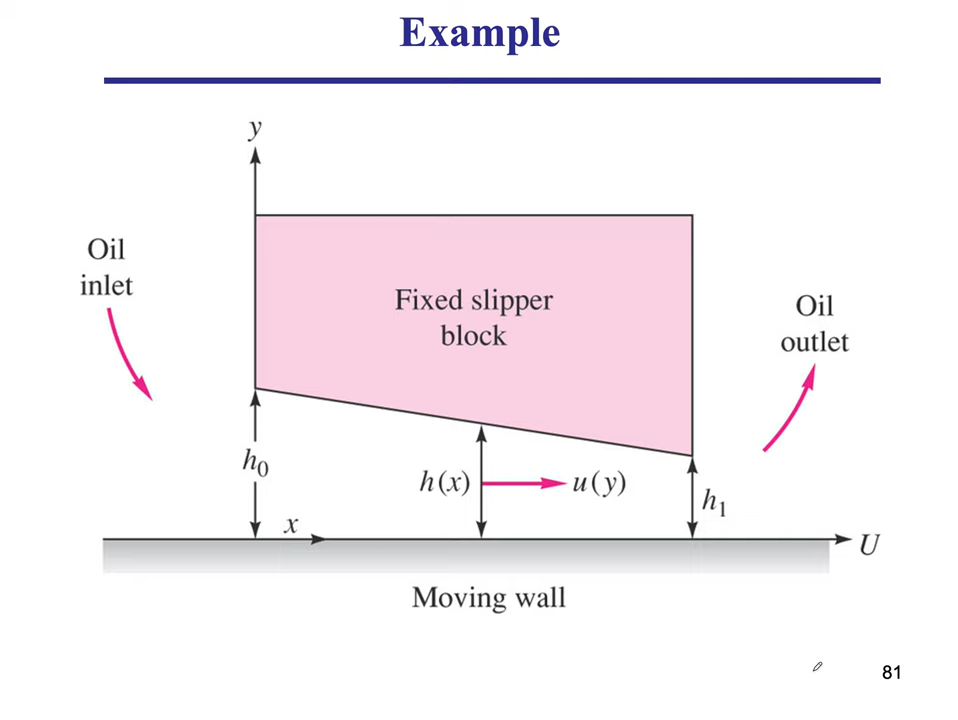 Example
y
Oil
inlet
Fixed slipper
block
Oil
outlet
h₀
h(x)
u(y)
h₁
x
U
Moving wall
81